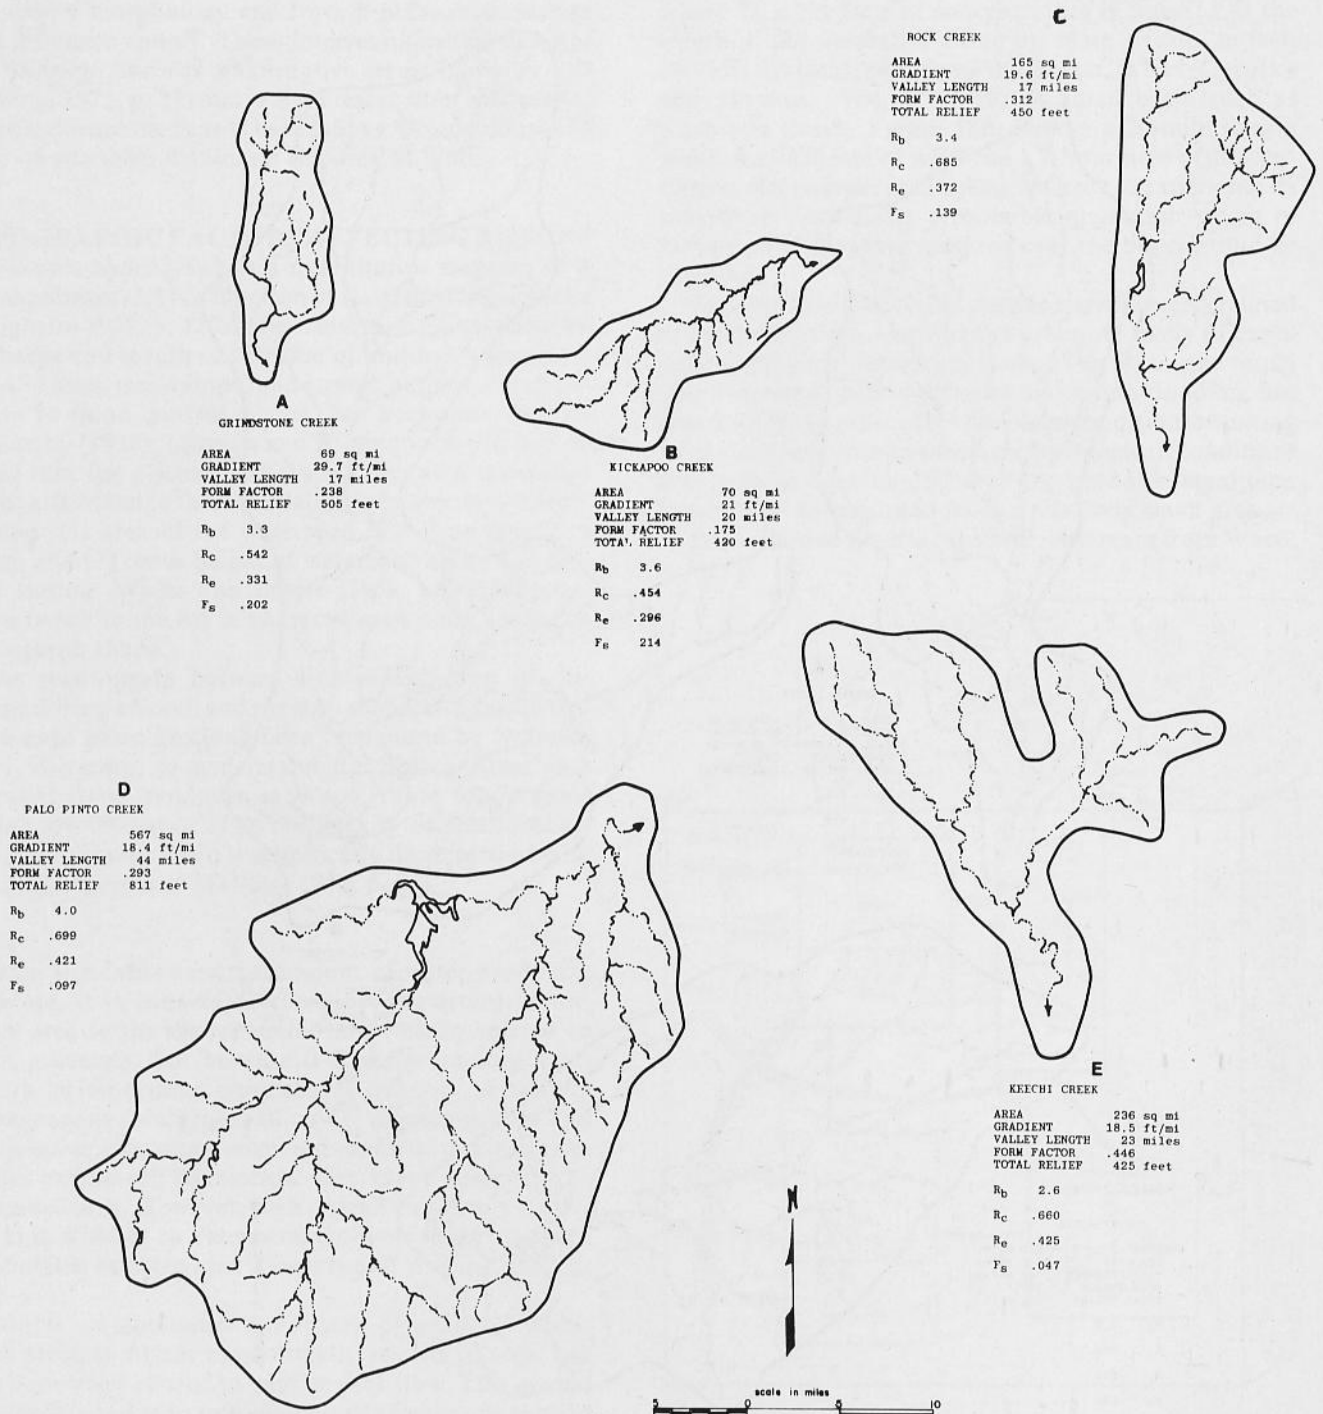 A
GRINDSTONE CREEK
AREA 69 sq mi
GRADIENT 29.7 ft/mi
VALLEY LENGTH 17 miles
FORM FACTOR .238
TOTAL RELIEF 505 feet
Rb 3.3
Rc .542
Re .331
Fs .202
B
KICKAPOO CREEK
AREA 70 sq mi
GRADIENT 21 ft/mi
VALLEY LENGTH 20 miles
FORM FACTOR .175
TOTAL RELIEF 420 feet
Rb 3.6
Rc .454
Re .296
Fs 214
C
ROCK CREEK
AREA 165 sq mi
GRADIENT 19.6 ft/mi
VALLEY LENGTH 17 miles
FORM FACTOR .312
TOTAL RELIEF 450 feet
Rb 3.4
Rc .685
Re .372
Fs .139
D
PALO PINTO CREEK
AREA 567 sq mi
GRADIENT 18.4 ft/mi
VALLEY LENGTH 44 miles
FORM FACTOR .293
TOTAL RELIEF 811 feet
Rb 4.0
Rc .699
Re .421
Fs .097
E
KEECHI CREEK
AREA 236 sq mi
GRADIENT 18.5 ft/mi
VALLEY LENGTH 23 miles
FORM FACTOR .446
TOTAL RELIEF 425 feet
Rb 2.6
Rc .660
Re .425
Fs .047
N
scale in miles
5 0 5 10